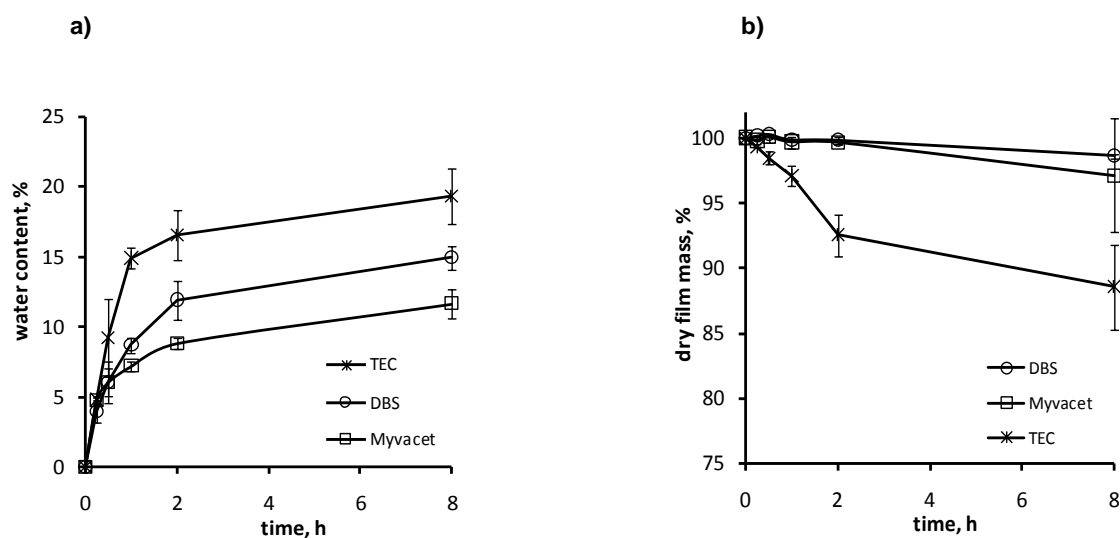 a)
water content, %
25
20
15
10
5
0
TEC
DBS
Myvacet
0 2 4 6 8
time, h
b)
dry film mass, %
100
95
90
85
80
75
DBS
Myvacet
TEC
0 2 4 6 8
time, h